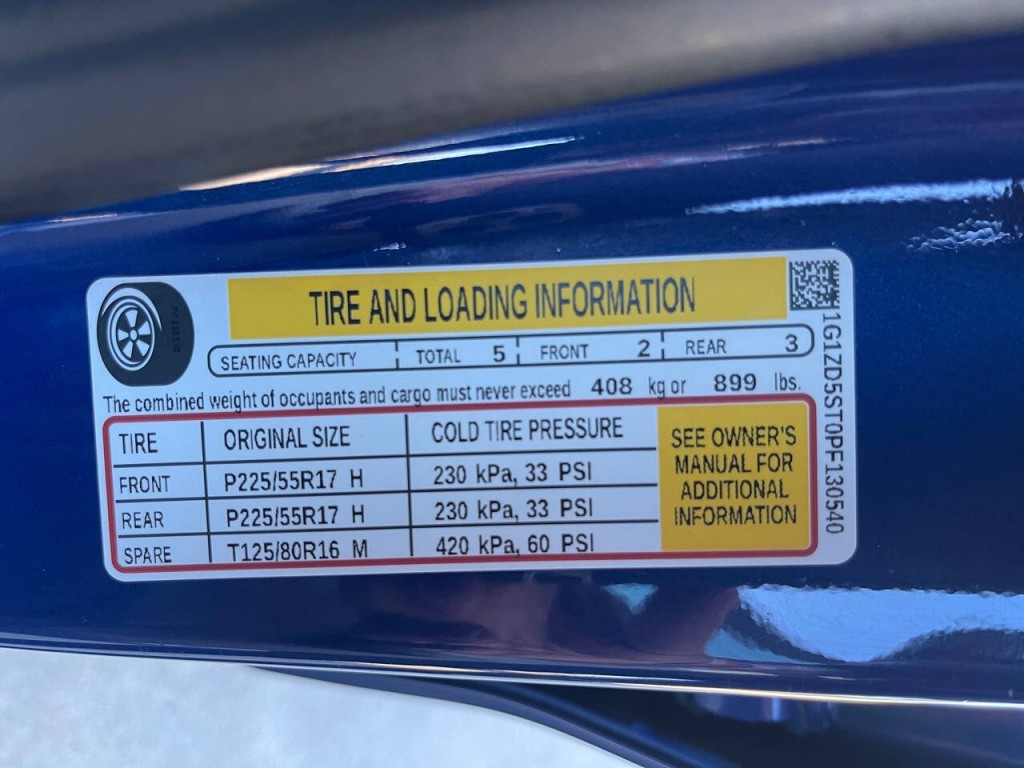 TIRE AND LOADING INFORMATION
SEATING CAPACITY TOTAL 5 FRONT 2 REAR 3
The combined weight of occupants and cargo must never exceed 408 kg or 899 lbs.
TIRE ORIGINAL SIZE COLD TIRE PRESSURE
FRONT P225/55R17 H 230 kPa, 33 PSI
REAR P225/55R17 H 230 kPa, 33 PSI
SPARE T125/80R16 M 420 kPa, 60 PSI
SEE OWNER'S
MANUAL FOR
ADDITIONAL
INFORMATION
1G1ZD5ST0PF130540